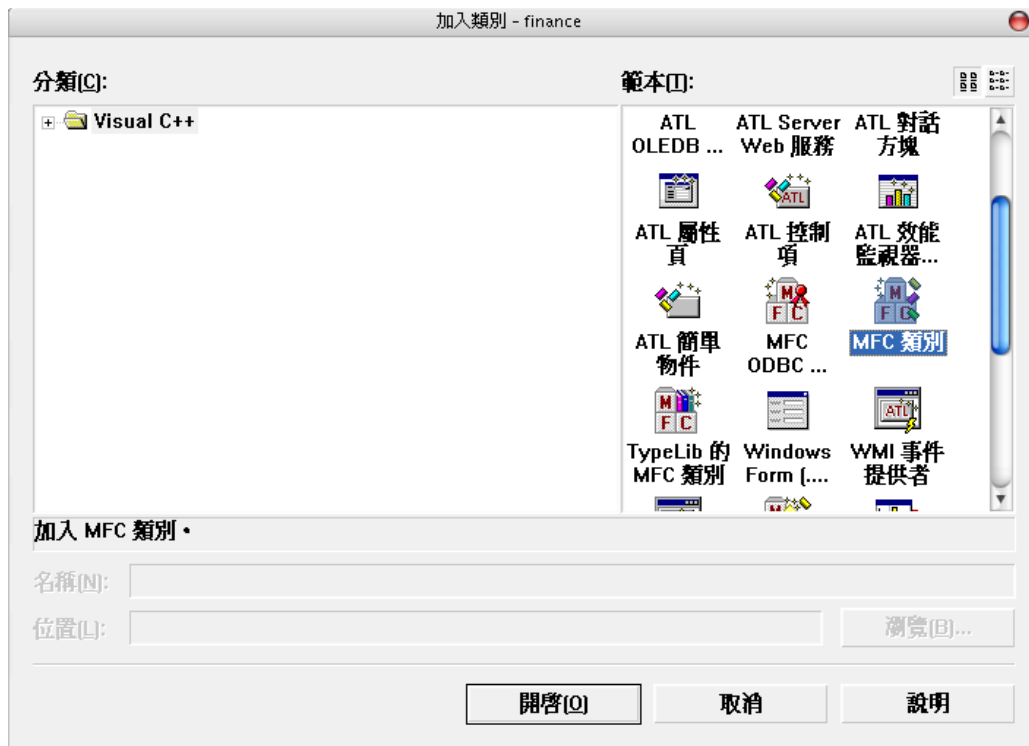 加入類別 - finance
分類(C):
範本(T):
Visual C++
ATL OLEDB ...
ATL Server Web 服務
ATL 對話方塊
ATL 屬性頁
ATL 控制項
ATL 效能監視器...
ATL 簡單物件
MFC ODBC ...
MFC 類別
TypeLib 的 MFC 類別
Windows Form (....
WMI 事件提供者
加入 MFC 類別。
名稱(N):
位置(L):
瀏覽(B)...
開啓(O)
取消
說明